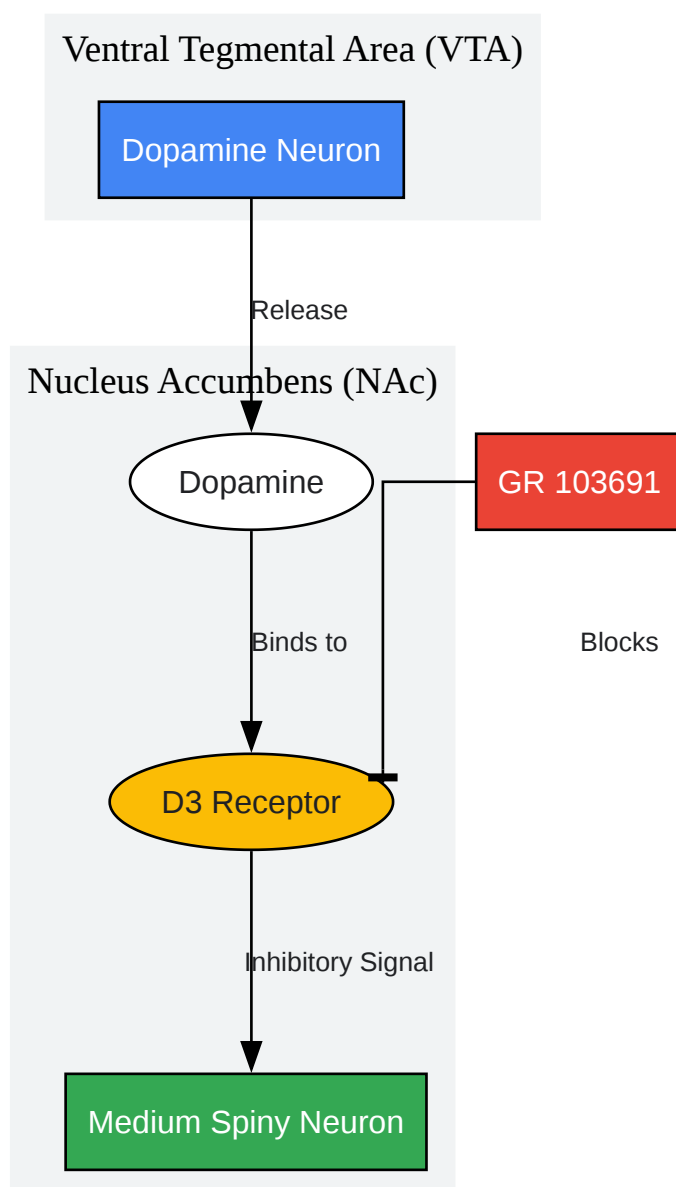 Ventral Tegmental Area (VTA)
Dopamine Neuron
Release
Nucleus Accumbens (NAc)
Dopamine
GR 103691
Binds to
Blocks
D3 Receptor
Inhibitory Signal
Medium Spiny Neuron